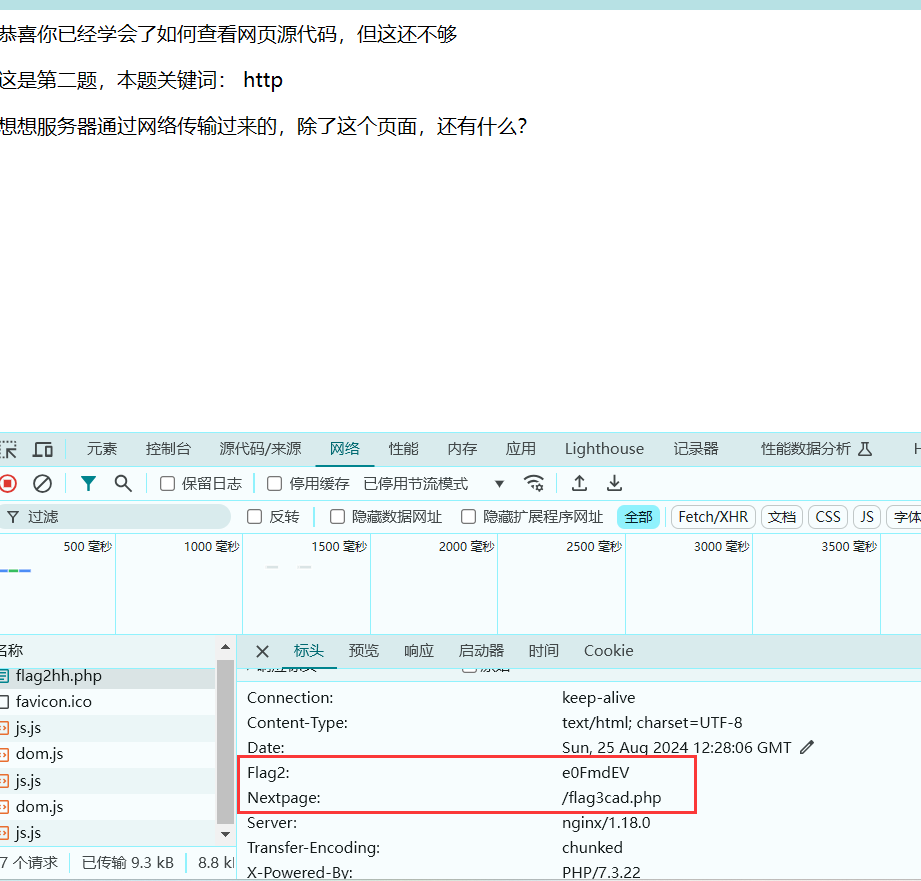 恭喜你已经学会了如何查看网页源代码，但这还不够
这是第二题，本题关键词： http
想想服务器通过网络传输过来的，除了这个页面，还有什么？
元素 控制台 源代码/来源 网络 性能 内存 应用 Lighthouse 记录器 性能数据分析
保留日志 停用缓存 已停用节流模式
过滤 反转 隐藏数据网址 隐藏扩展程序网址 全部 Fetch/XHR 文档 CSS JS 字体
500 毫秒 1000 毫秒 1500 毫秒 2000 毫秒 2500 毫秒 3000 毫秒 3500 毫秒
名称 标头 预览 响应 启动器 时间 Cookie
flag2hh.php
favicon.ico
js.js
dom.js
js.js
dom.js
js.js
7 个请求 已传输 9.3 kB 8.8 k
Connection: keep-alive
Content-Type: text/html; charset=UTF-8
Date: Sun, 25 Aug 2024 12:28:06 GMT
Flag2: e0FmdEV
Nextpage: /flag3cad.php
Server: nginx/1.18.0
Transfer-Encoding: chunked
X-Powered-By: PHP/7.3.22